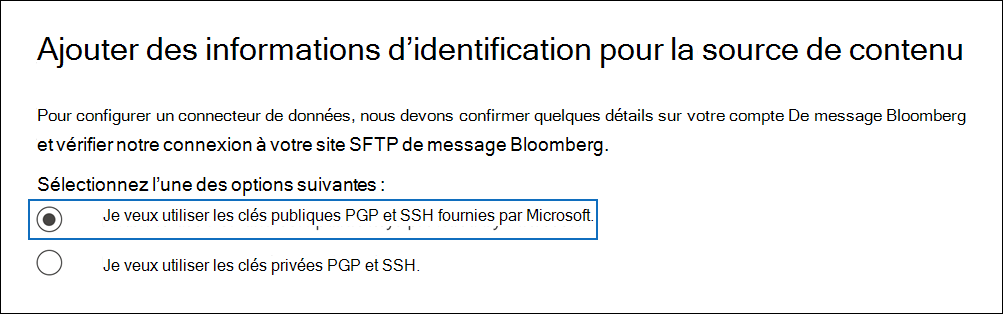 Ajouter des informations d’identification pour la source de contenu
Pour configurer un connecteur de données, nous devons confirmer quelques détails sur votre compte De message Bloomberg
et vérifier notre connexion à votre site SFTP de message Bloomberg.
Sélectionnez l’une des options suivantes :
Je veux utiliser les clés publiques PGP et SSH fournies par Microsoft.
Je veux utiliser les clés privées PGP et SSH.